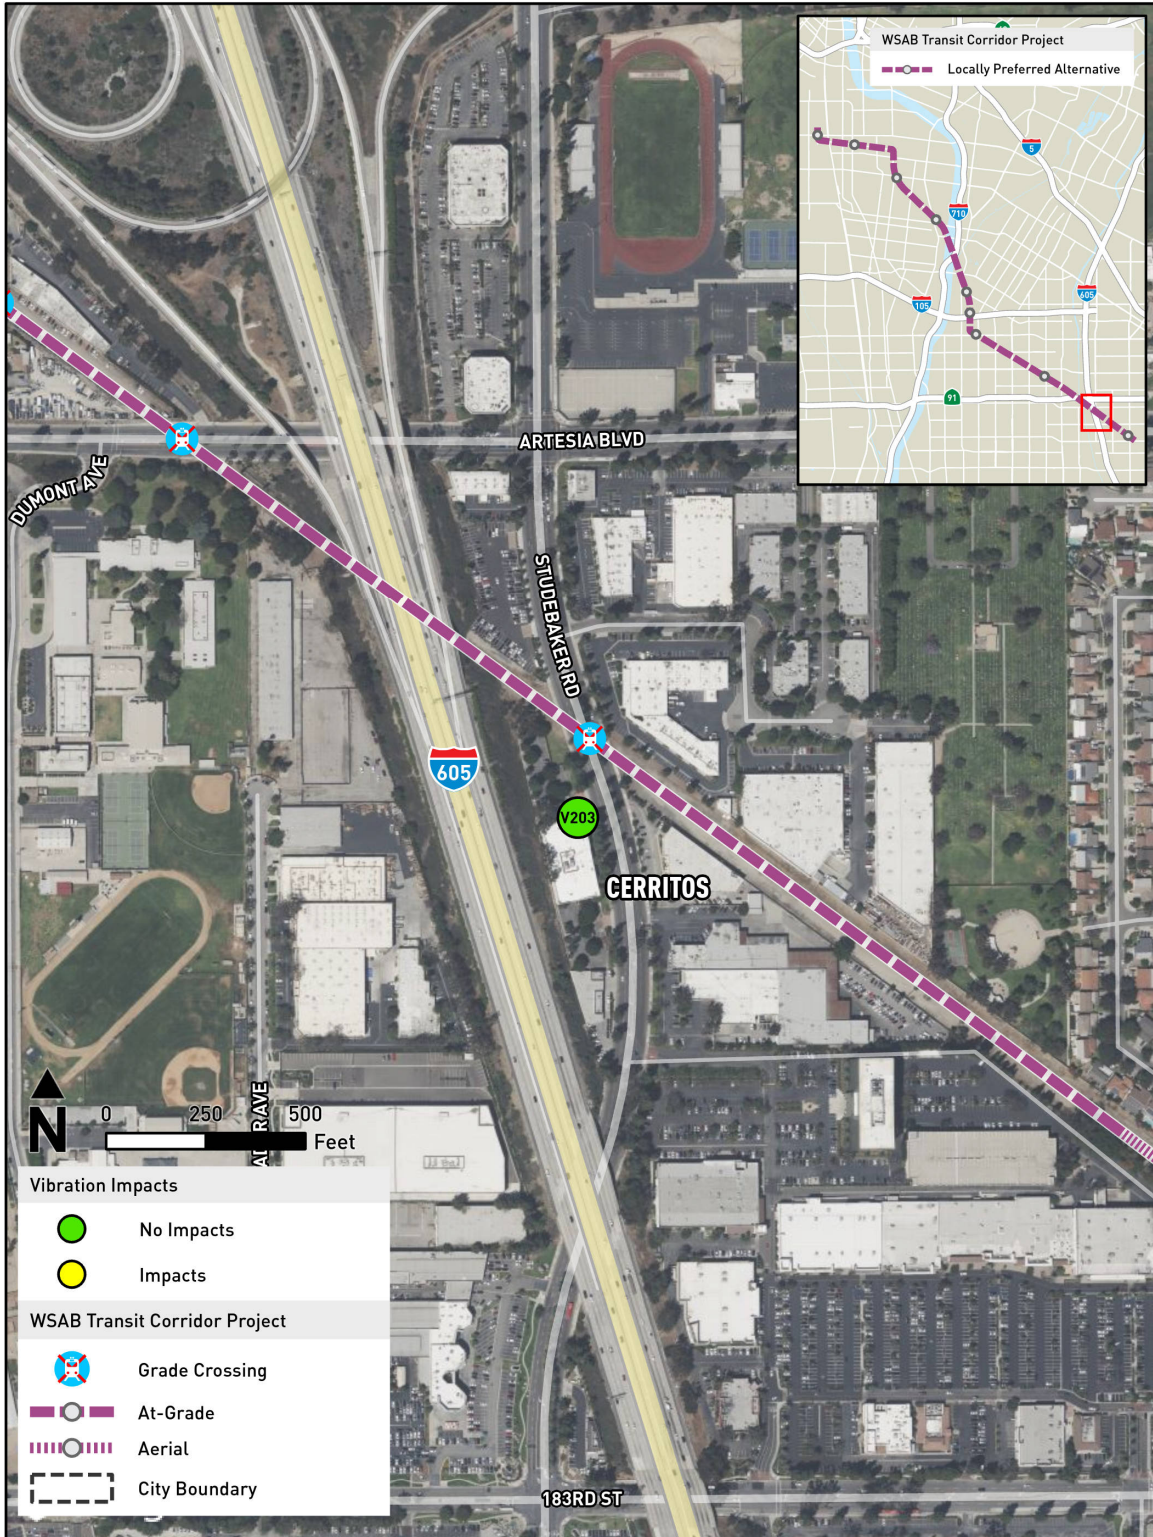 WSAB Transit Corridor Project
Locally Preferred Alternative
5
710
105
605
91
ARTESIA BLVD
DUMONT AVE
STUDEBAKER RD
605
V203
CERRITOS
N
0 250 500
Feet
Vibration Impacts
No Impacts
Impacts
WSAB Transit Corridor Project
Grade Crossing
At-Grade
Aerial
City Boundary
183RD ST